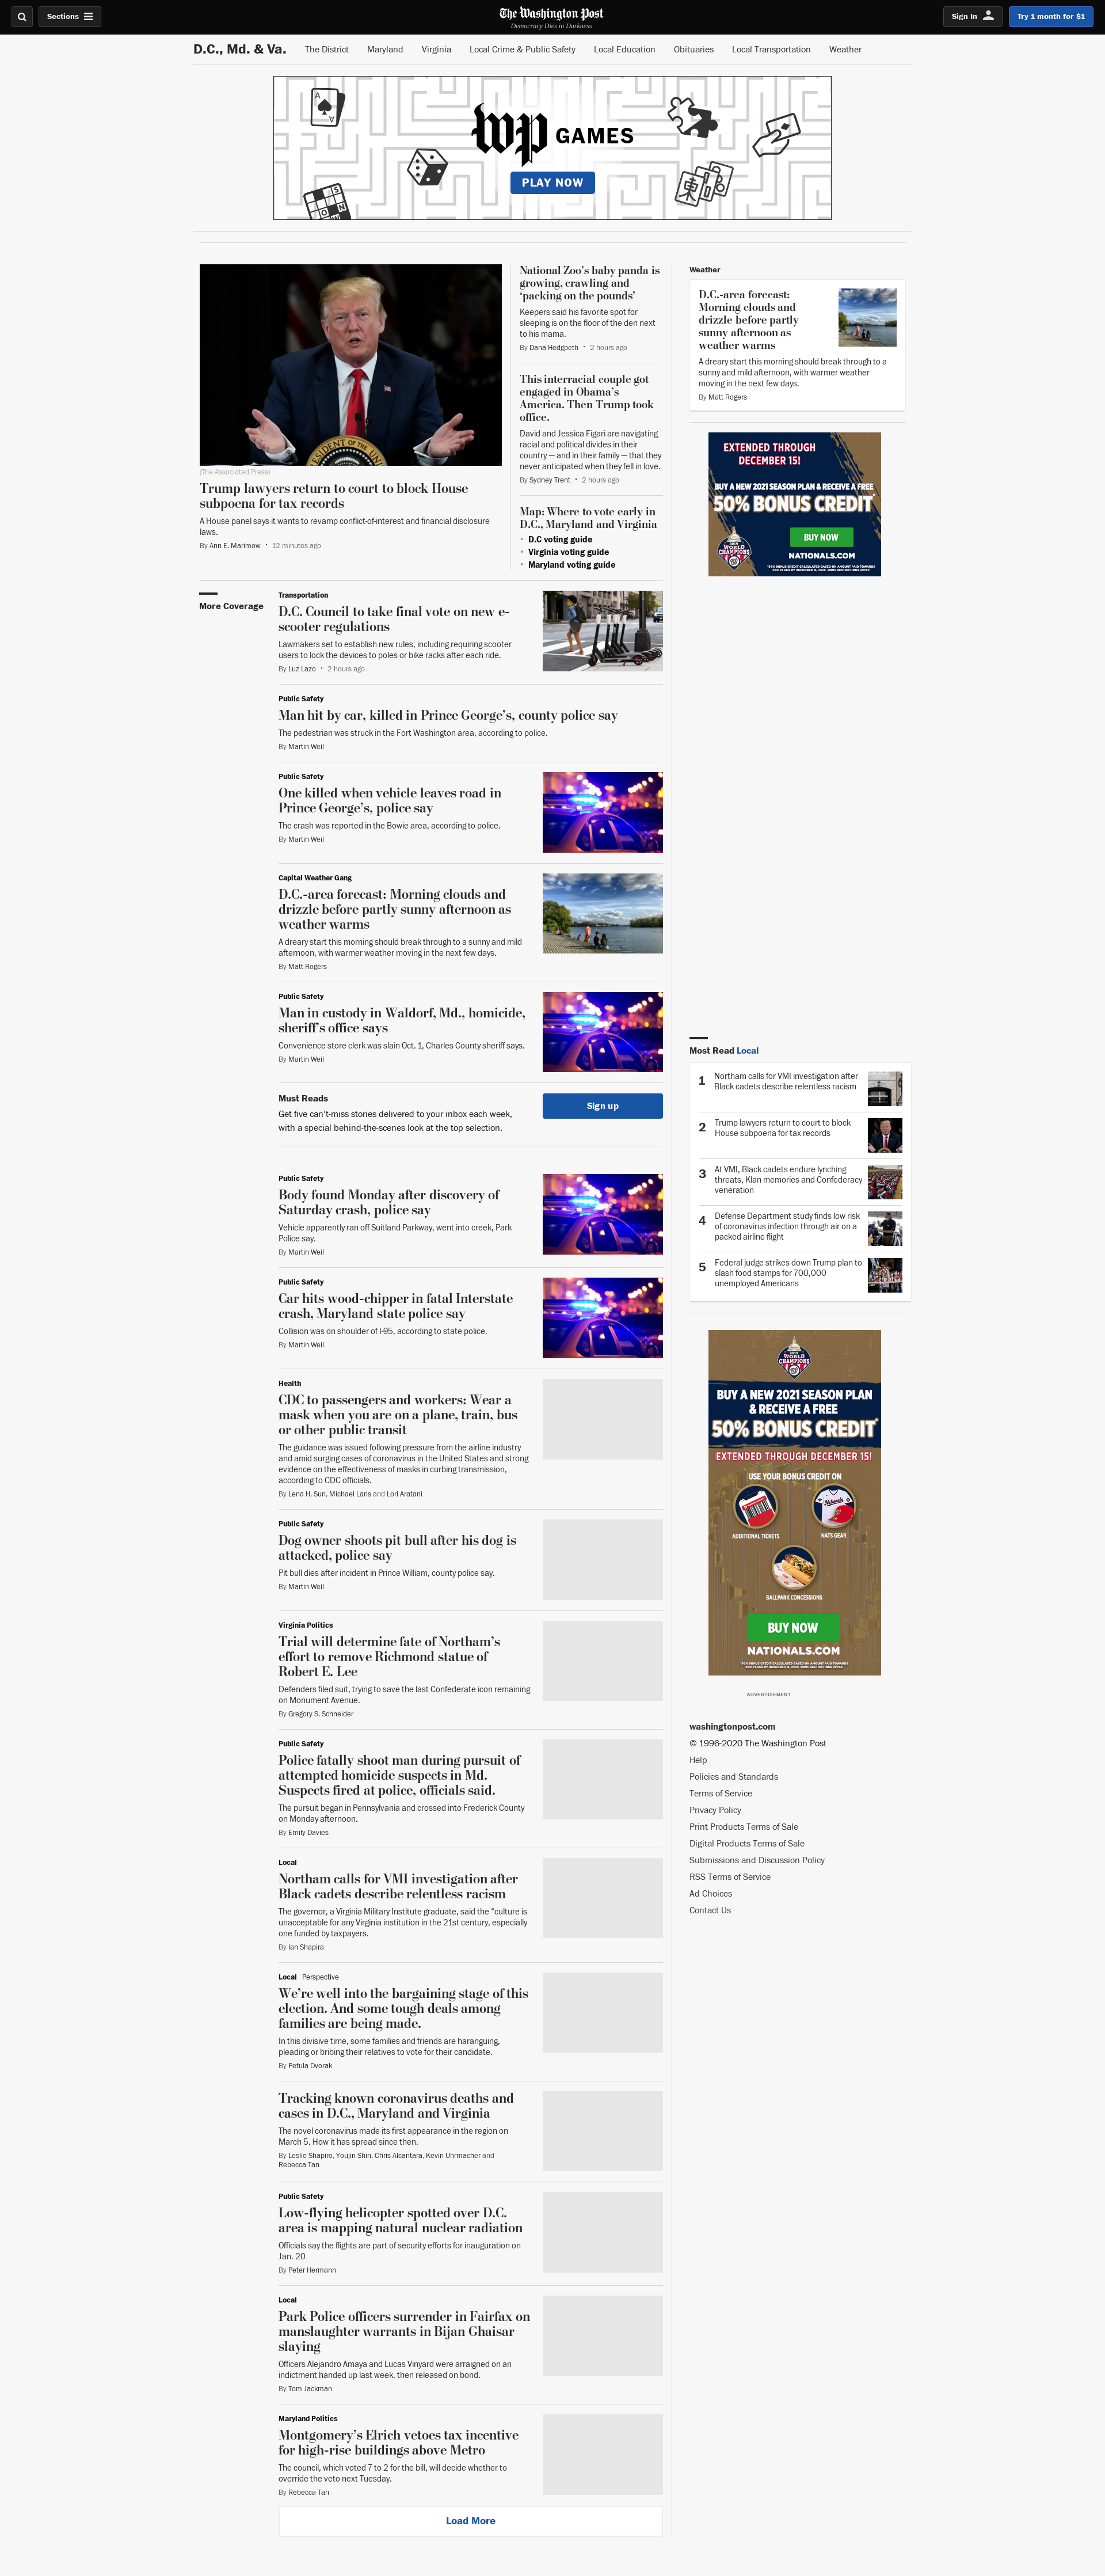 Sections
The Washington Post
Democracy Dies in Darkness
Sign In
Try 1 month for $1
D.C., Md. & Va.
The District
Maryland
Virginia
Local Crime & Public Safety
Local Education
Obituaries
Local Transportation
Weather
wp GAMES
PLAY NOW
(The Associated Press)
Trump lawyers return to court to block House
subpoena for tax records
A House panel says it wants to revamp conflict-of-interest and financial disclosure
laws.
By Ann E. Marimow • 12 minutes ago
National Zoo’s baby panda is
growing, crawling and
‘packing on the pounds’
Keepers said his favorite spot for
sleeping is on the floor of the den next
to his mama.
By Dana Hedgpeth • 2 hours ago
This interracial couple got
engaged in Obama’s
America. Then Trump took
office.
David and Jessica Figari are navigating
racial and political divides in their
country — and in their family — that they
never anticipated when they fell in love.
By Sydney Trent • 2 hours ago
Map: Where to vote early in
D.C., Maryland and Virginia
• D.C voting guide
• Virginia voting guide
• Maryland voting guide
Weather
D.C.-area forecast:
Morning clouds and
drizzle before partly
sunny afternoon as
weather warms
A dreary start this morning should break through to a
sunny and mild afternoon, with warmer weather
moving in the next few days.
By Matt Rogers
EXTENDED THROUGH
DECEMBER 15!
BUY A NEW 2021 SEASON PLAN & RECEIVE A FREE
50% BONUS CREDIT*
BUY NOW
WORLD
CHAMPIONS
NATIONALS.COM
More Coverage
Transportation
D.C. Council to take final vote on new e-
scooter regulations
Lawmakers set to establish new rules, including requiring scooter
users to lock the devices to poles or bike racks after each ride.
By Luz Lazo • 2 hours ago
Public Safety
Man hit by car, killed in Prince George’s, county police say
The pedestrian was struck in the Fort Washington area, according to police.
By Martin Weil
Public Safety
One killed when vehicle leaves road in
Prince George’s, police say
The crash was reported in the Bowie area, according to police.
By Martin Weil
Capital Weather Gang
D.C.-area forecast: Morning clouds and
drizzle before partly sunny afternoon as
weather warms
A dreary start this morning should break through to a sunny and mild
afternoon, with warmer weather moving in the next few days.
By Matt Rogers
Public Safety
Man in custody in Waldorf, Md., homicide,
sheriff’s office says
Convenience store clerk was slain Oct. 1, Charles County sheriff says.
By Martin Weil
Must Reads
Get five can't-miss stories delivered to your inbox each week,
with a special behind-the-scenes look at the top selection.
Sign up
Public Safety
Body found Monday after discovery of
Saturday crash, police say
Vehicle apparently ran off Suitland Parkway, went into creek, Park
Police say.
By Martin Weil
Public Safety
Car hits wood-chipper in fatal Interstate
crash, Maryland state police say
Collision was on shoulder of I-95, according to state police.
By Martin Weil
Health
CDC to passengers and workers: Wear a
mask when you are on a plane, train, bus
or other public transit
The guidance was issued following pressure from the airline industry
and amid surging cases of coronavirus in the United States and strong
evidence on the effectiveness of masks in curbing transmission,
according to CDC officials.
By Lena H. Sun, Michael Laris and Lori Aratani
Public Safety
Dog owner shoots pit bull after his dog is
attacked, police say
Pit bull dies after incident in Prince William, county police say.
By Martin Weil
Virginia Politics
Trial will determine fate of Northam’s
effort to remove Richmond statue of
Robert E. Lee
Defenders filed suit, trying to save the last Confederate icon remaining
on Monument Avenue.
By Gregory S. Schneider
Public Safety
Police fatally shoot man during pursuit of
attempted homicide suspects in Md.
Suspects fired at police, officials said.
The pursuit began in Pennsylvania and crossed into Frederick County
on Monday afternoon.
By Emily Davies
Local
Northam calls for VMI investigation after
Black cadets describe relentless racism
The governor, a Virginia Military Institute graduate, said the "culture is
unacceptable for any Virginia institution in the 21st century, especially
one funded by taxpayers.
By Ian Shapira
Local Perspective
We’re well into the bargaining stage of this
election. And some tough deals among
families are being made.
In this divisive time, some families and friends are haranguing,
pleading or bribing their relatives to vote for their candidate.
By Petula Dvorak
Tracking known coronavirus deaths and
cases in D.C., Maryland and Virginia
The novel coronavirus made its first appearance in the region on
March 5. How it has spread since then.
By Leslie Shapiro, Youjin Shin, Chris Alcantara, Kevin Uhrmacher and
Rebecca Tan
Public Safety
Low-flying helicopter spotted over D.C.
area is mapping natural nuclear radiation
Officials say the flights are part of security efforts for inauguration on
Jan. 20
By Peter Hermann
Local
Park Police officers surrender in Fairfax on
manslaughter warrants in Bijan Ghaisar
slaying
Officers Alejandro Amaya and Lucas Vinyard were arraigned on an
indictment handed up last week, then released on bond.
By Tom Jackman
Maryland Politics
Montgomery’s Elrich vetoes tax incentive
for high-rise buildings above Metro
The council, which voted 7 to 2 for the bill, will decide whether to
override the veto next Tuesday.
By Rebecca Tan
Load More
Most Read Local
1 Northam calls for VMI investigation after
Black cadets describe relentless racism
2 Trump lawyers return to court to block
House subpoena for tax records
3 At VMI, Black cadets endure lynching
threats, Klan memories and Confederacy
veneration
4 Defense Department study finds low risk
of coronavirus infection through air on a
packed airline flight
5 Federal judge strikes down Trump plan to
slash food stamps for 700,000
unemployed Americans
WORLD
CHAMPIONS
BUY A NEW 2021 SEASON PLAN
& RECEIVE A FREE
50% BONUS CREDIT*
EXTENDED THROUGH DECEMBER 15!
USE YOUR BONUS CREDIT ON
ADDITIONAL TICKETS
NATS GEAR
BALLPARK CONCESSIONS
BUY NOW
NATIONALS.COM
ADVERTISEMENT
washingtonpost.com
© 1996-2020 The Washington Post
Help
Policies and Standards
Terms of Service
Privacy Policy
Print Products Terms of Sale
Digital Products Terms of Sale
Submissions and Discussion Policy
RSS Terms of Service
Ad Choices
Contact Us